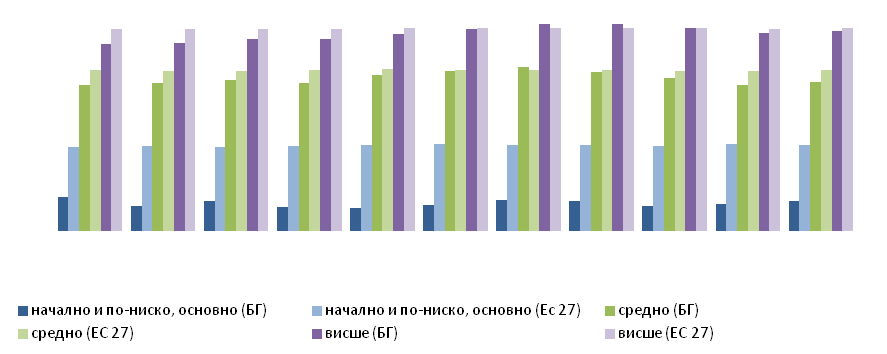 начално и по-ниско, основно (БГ) начално и по-ниско, основно (Ес 27) средно (БГ)
средно (ЕС 27) висше (БГ) висше (ЕС 27)